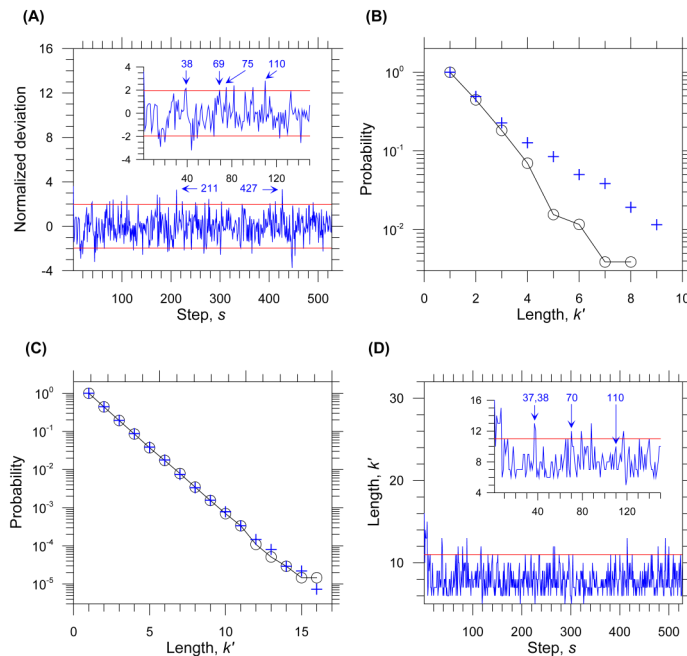 (A)
16
12
8
4
0
-4
Normalized deviation
38 69 75 110
4
2
0
-2
-4
40 80 120
211 427
100 200 300 400 500
Step, s
(B)
10^0
10^-1
10^-2
Probability
0 2 4 6 8 10
Length, k'
(C)
10^0
10^-1
10^-2
10^-3
10^-4
10^-5
Probability
0 5 10 15
Length, k'
(D)
30
20
10
Length, k'
37,38 70 110
16
12
8
4
40 80 120
100 200 300 400 500
Step, s